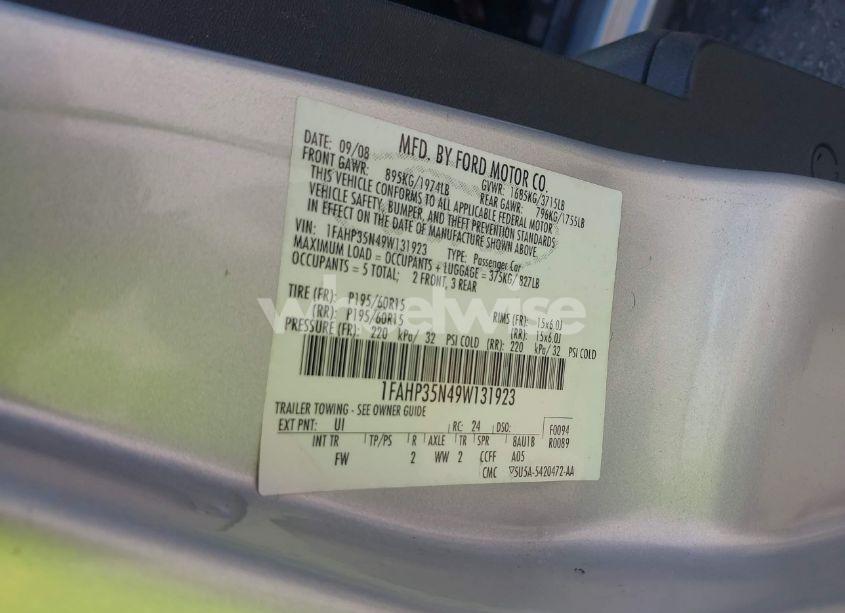 MFD. BY FORD MOTOR CO.
DATE: 09/08 GVWR: 1685KG/3715LB
FRONT GAWR: 895KG/1974LB REAR GAWR: 796KG/1755LB
THIS VEHICLE CONFORMS TO ALL APPLICABLE FEDERAL MOTOR
VEHICLE SAFETY, BUMPER, AND THEFT PREVENTION STANDARDS
IN EFFECT ON THE DATE OF MANUFACTURE SHOWN ABOVE.
VIN: 1FAHP35N49W131923 TYPE: Passenger Car
MAXIMUM LOAD = OCCUPANTS + LUGGAGE = 375KG/827LB
OCCUPANTS = 5 TOTAL; 2 FRONT, 3 REAR
wheelwise
TIRE (FR): P195/60R15 RIMS (FR): 15x6.0J
(RR): P195/60R15 (RR): 15x6.0J
PRESSURE (FR): 220 kPa/ 32 PSI COLD (RR): 220 kPa/ 32 PSI COLD
1FAHP35N49W131923
TRAILER TOWING - SEE OWNER GUIDE
EXT PNT: UI RC: 24 DSO: F0094
INT TR TP/PS R AXLE TR SPR 8AU1B R0089
FW 2 WW 2 CCFF A05
CMC 5U5A-5420472-AA